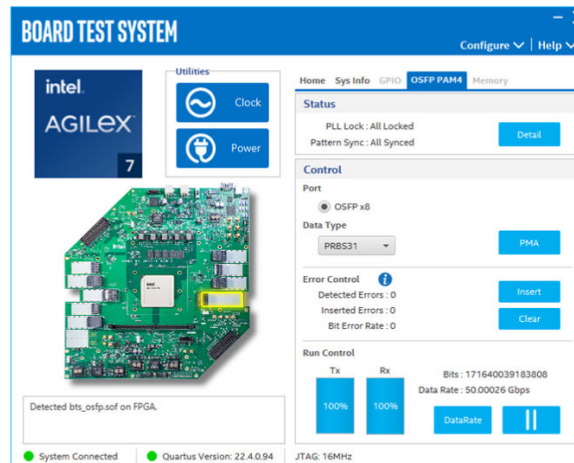 BOARD TEST SYSTEM
Configure
Help
intel.
AGILEX
7
Utilities
Clock
Power
Detected bts_osfp.sof on FPGA.
Home Sys Info GPIO OSFP PAM4 Memory
Status
PLL Lock : All Locked
Pattern Sync : All Synced
Detail
Control
Port
OSFP x8
Data Type
PRBS31
PMA
Error Control
Detected Errors : 0
Inserted Errors : 0
Bit Error Rate : 0
Insert
Clear
Run Control
Tx Rx
100% 100%
Bits : 171640039183808
Data Rate : 50.00026 Gbps
DataRate
System Connected
Quartus Version: 22.4.0.94
JTAG: 16MHz